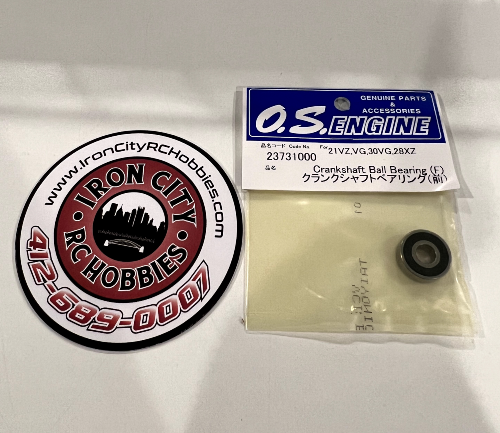 www.IronCityRCHobbies.com
IRON CITY
RC HOBBIES
412-689-0007
GENUINE PARTS
&
ACCESSORIES
O.S.ENGINE
品名コード Code No. For 21VZ,VG,30VG,28XZ
23731000
品名 Crankshaft Ball Bearing (F)
クランクシャフトベアリング(前)